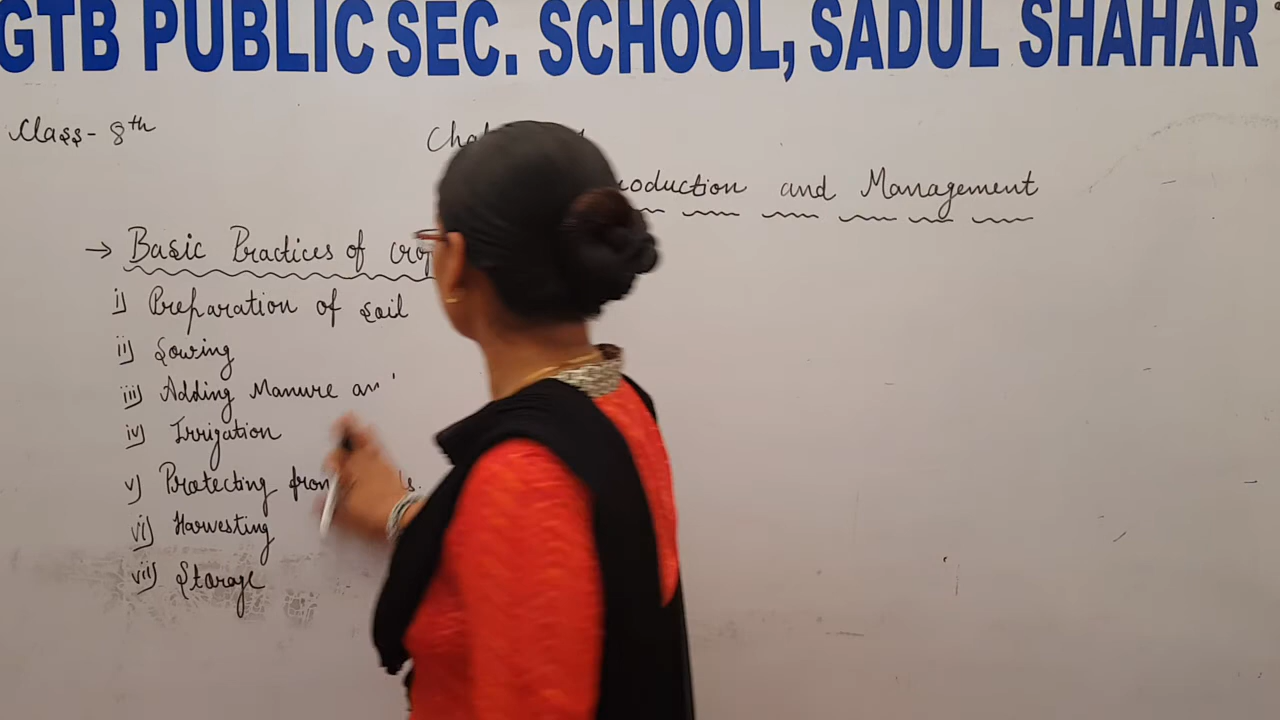 GTB PUBLIC SEC. SCHOOL, SADUL SHAHAR
Class - 8th
and Management
→ Basic Practices of
i) Preparation of Soil
ii) Sowing
iii) Adding Manure
iv) Irrigation
v) Protecting
vi) Harvesting
vii) Storage